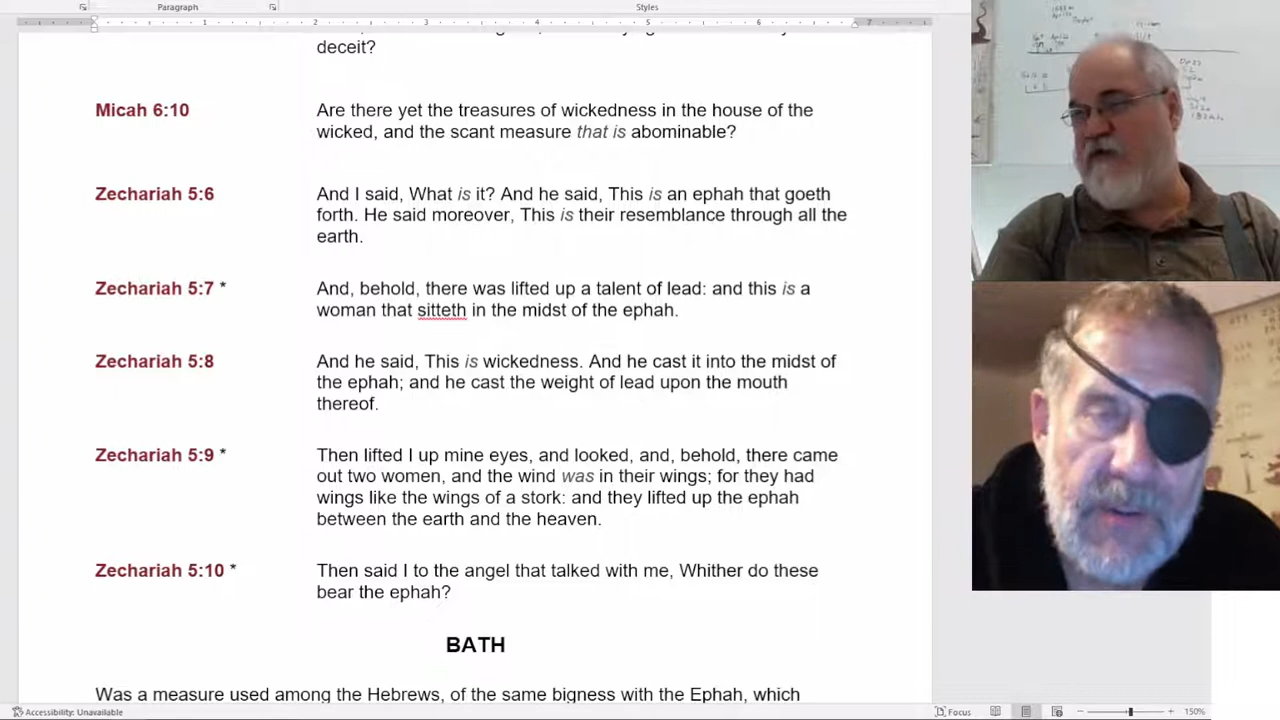 Paragraph
Styles
1
2
3
4
5
6
7
deceit?
Micah 6:10
Are there yet the treasures of wickedness in the house of the
wicked, and the scant measure that is abominable?
Zechariah 5:6
And I said, What is it? And he said, This is an ephah that goeth
forth. He said moreover, This is their resemblance through all the
earth.
Zechariah 5:7 *
And, behold, there was lifted up a talent of lead: and this is a
woman that sitteth in the midst of the ephah.
Zechariah 5:8
And he said, This is wickedness. And he cast it into the midst of
the ephah; and he cast the weight of lead upon the mouth
thereof.
Zechariah 5:9 *
Then lifted I up mine eyes, and looked, and, behold, there came
out two women, and the wind was in their wings; for they had
wings like the wings of a stork: and they lifted up the ephah
between the earth and the heaven.
Zechariah 5:10 *
Then said I to the angel that talked with me, Whither do these
bear the ephah?
BATH
Was a measure used among the Hebrews, of the same bigness with the Ephah, which
Accessibility: Unavailable
Focus
150%